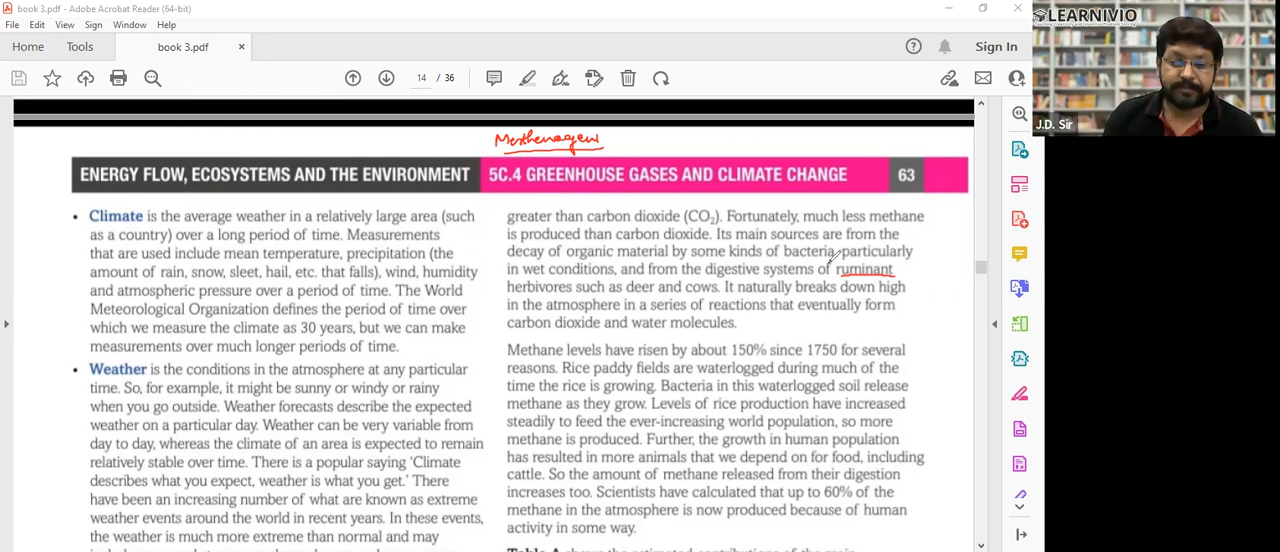 book 3.pdf - Adobe Acrobat Reader (64-bit)
File Edit View Sign Window Help
Home Tools book 3.pdf × Sign In
14 / 36
LEARNIVIO
J.D. Sir
ENERGY FLOW, ECOSYSTEMS AND THE ENVIRONMENT 5C.4 GREENHOUSE GASES AND CLIMATE CHANGE 63
• Climate is the average weather in a relatively large area (such
as a country) over a long period of time. Measurements
that are used include mean temperature, precipitation (the
amount of rain, snow, sleet, hail, etc. that falls), wind, humidity
and atmospheric pressure over a period of time. The World
Meteorological Organization defines the period of time over
which we measure the climate as 30 years, but we can make
measurements over much longer periods of time.
• Weather is the conditions in the atmosphere at any particular
time. So, for example, it might be sunny or windy or rainy
when you go outside. Weather forecasts describe the expected
weather on a particular day. Weather can be very variable from
day to day, whereas the climate of an area is expected to remain
relatively stable over time. There is a popular saying ‘Climate
describes what you expect, weather is what you get.’ There
have been an increasing number of what are known as extreme
weather events around the world in recent years. In these events,
the weather is much more extreme than normal and may
greater than carbon dioxide (CO₂). Fortunately, much less methane
is produced than carbon dioxide. Its main sources are from the
decay of organic material by some kinds of bacteria particularly
in wet conditions, and from the digestive systems of ruminant
herbivores such as deer and cows. It naturally breaks down high
in the atmosphere in a series of reactions that eventually form
carbon dioxide and water molecules.
Methane levels have risen by about 150% since 1750 for several
reasons. Rice paddy fields are waterlogged during much of the
time the rice is growing. Bacteria in this waterlogged soil release
methane as they grow. Levels of rice production have increased
steadily to feed the ever-increasing world population, so more
methane is produced. Further, the growth in human population
has resulted in more animals that we depend on for food, including
cattle. So the amount of methane released from their digestion
increases too. Scientists have calculated that up to 60% of the
methane in the atmosphere is now produced because of human
activity in some way.
Table A shows the estimated contributions of the main